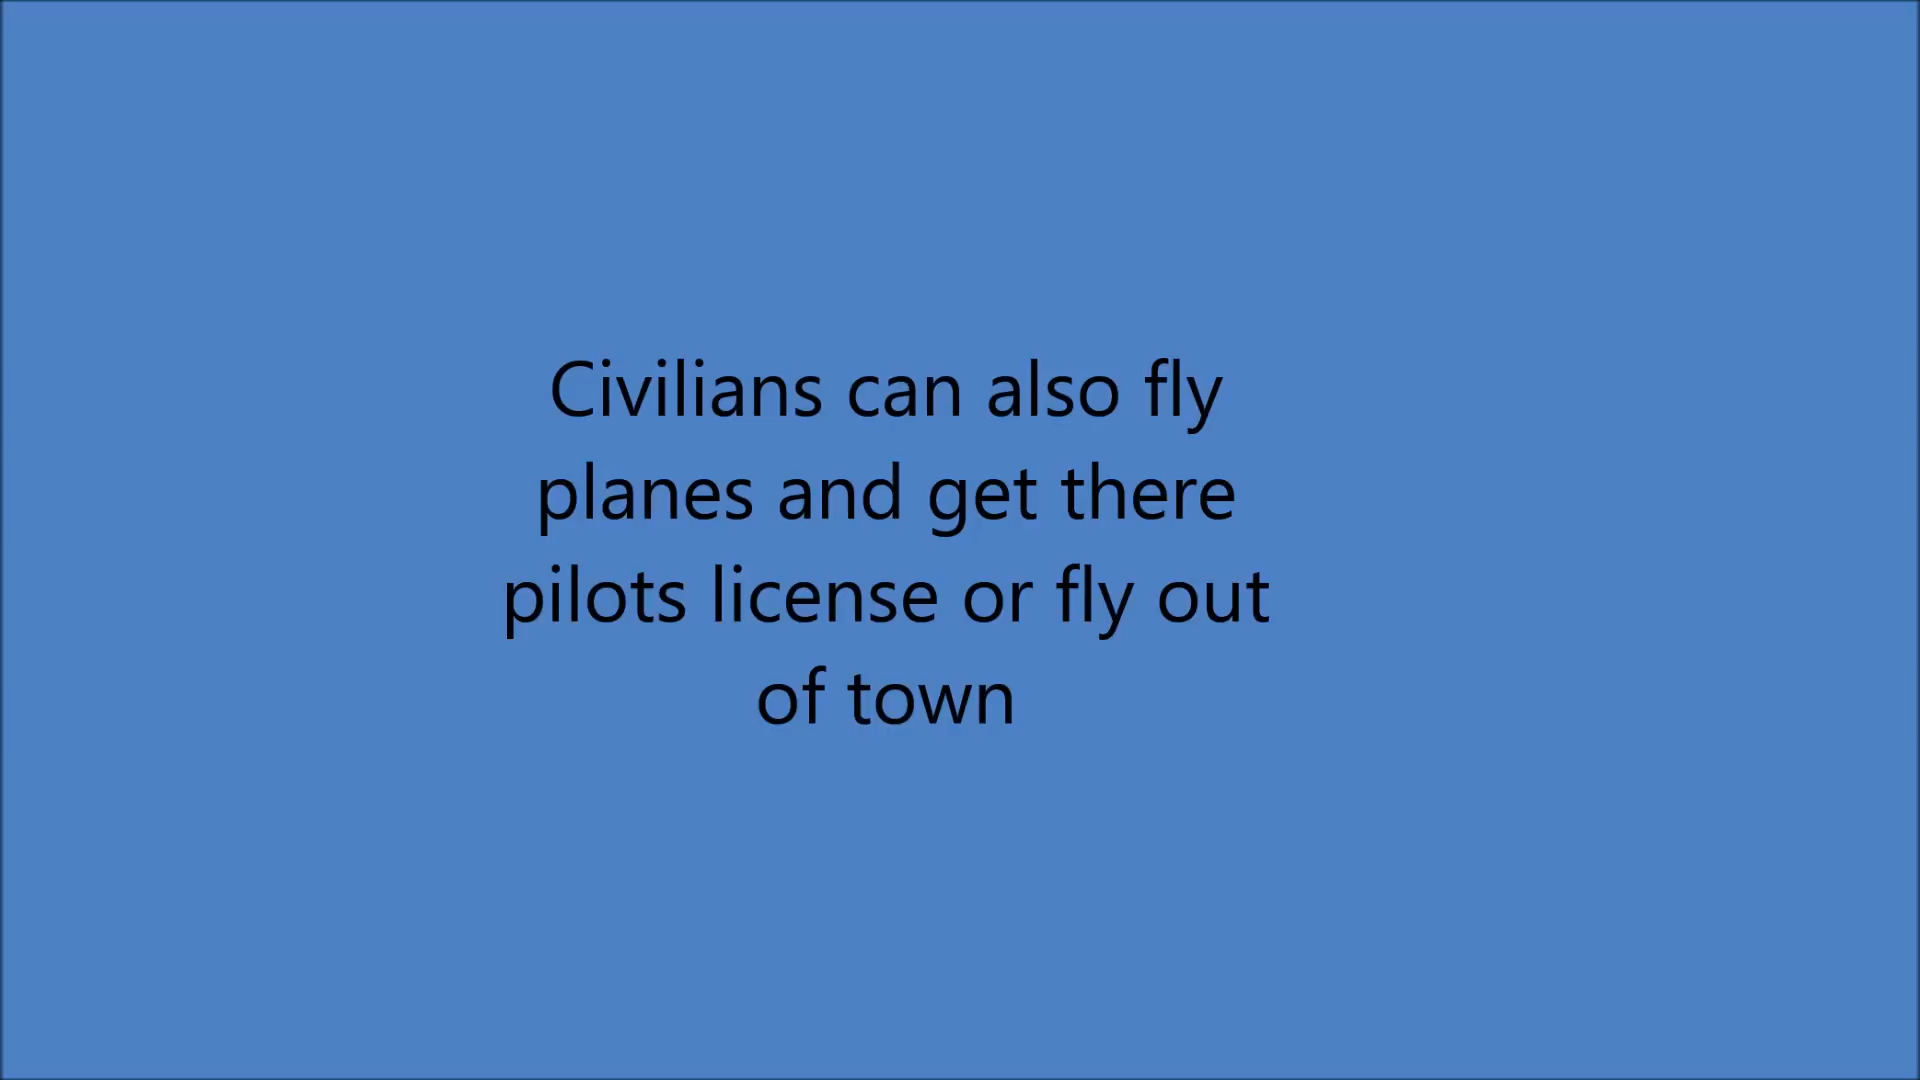 Civilians can also fly
planes and get there
pilots license or fly out
of town